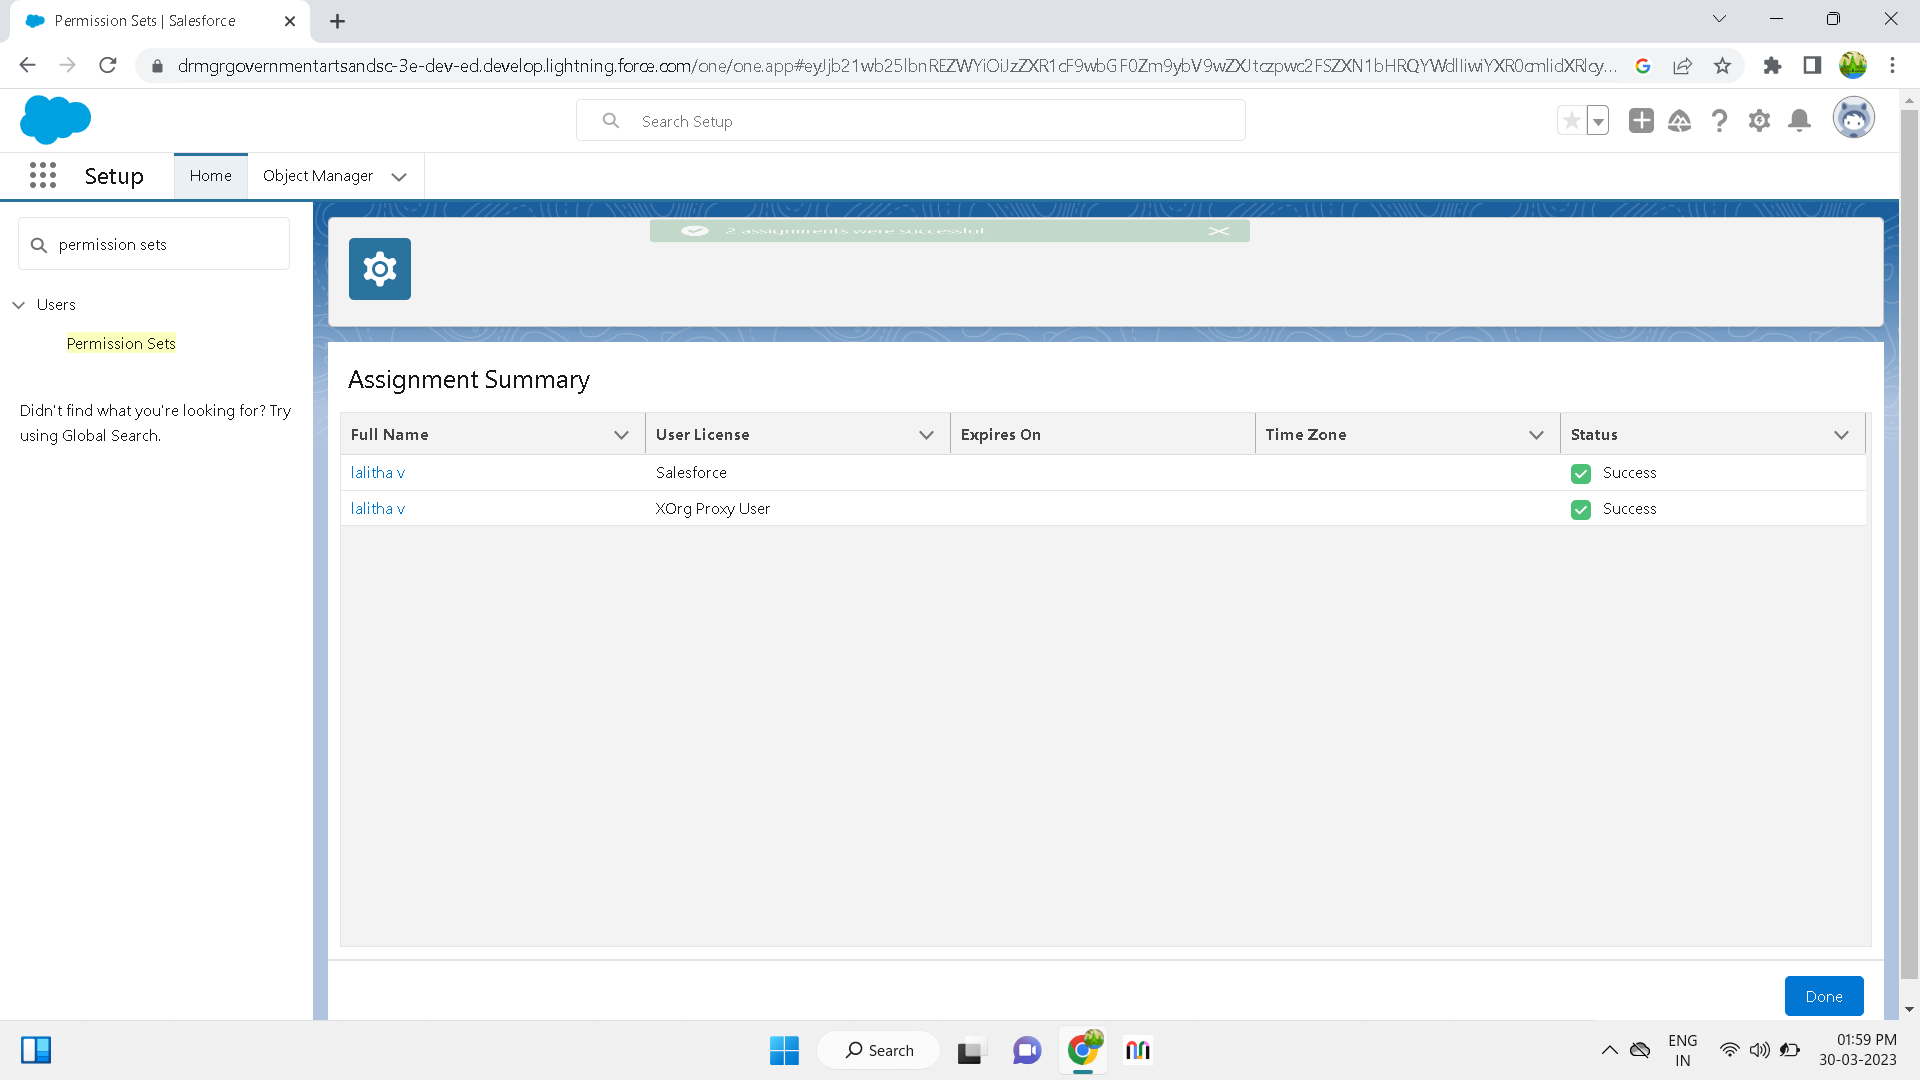 Permission Sets | Salesforce
drmgrgovernmentartsandsc-3e-dev-ed.develop.lightning.force.com/one/one.app#
Search Setup
Setup
Home
Object Manager
permission sets
Users
Permission Sets
Didn't find what you're looking for? Try
using Global Search.
2 assignments were successful.
Assignment Summary
Full Name User License Expires On Time Zone Status
lalitha v Salesforce Success
lalitha v XOrg Proxy User Success
Done
Search
ENG
IN
01:59 PM
30-03-2023